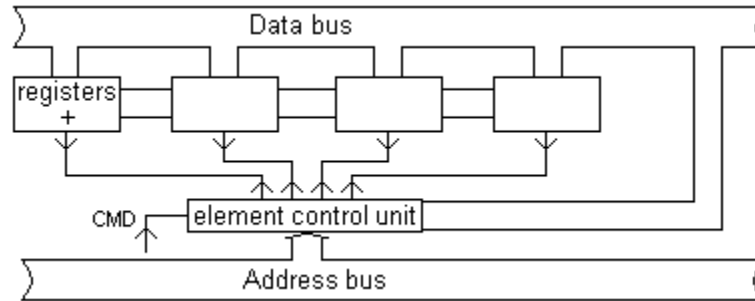 Data bus
registers
+
CMD
element control unit
Address bus